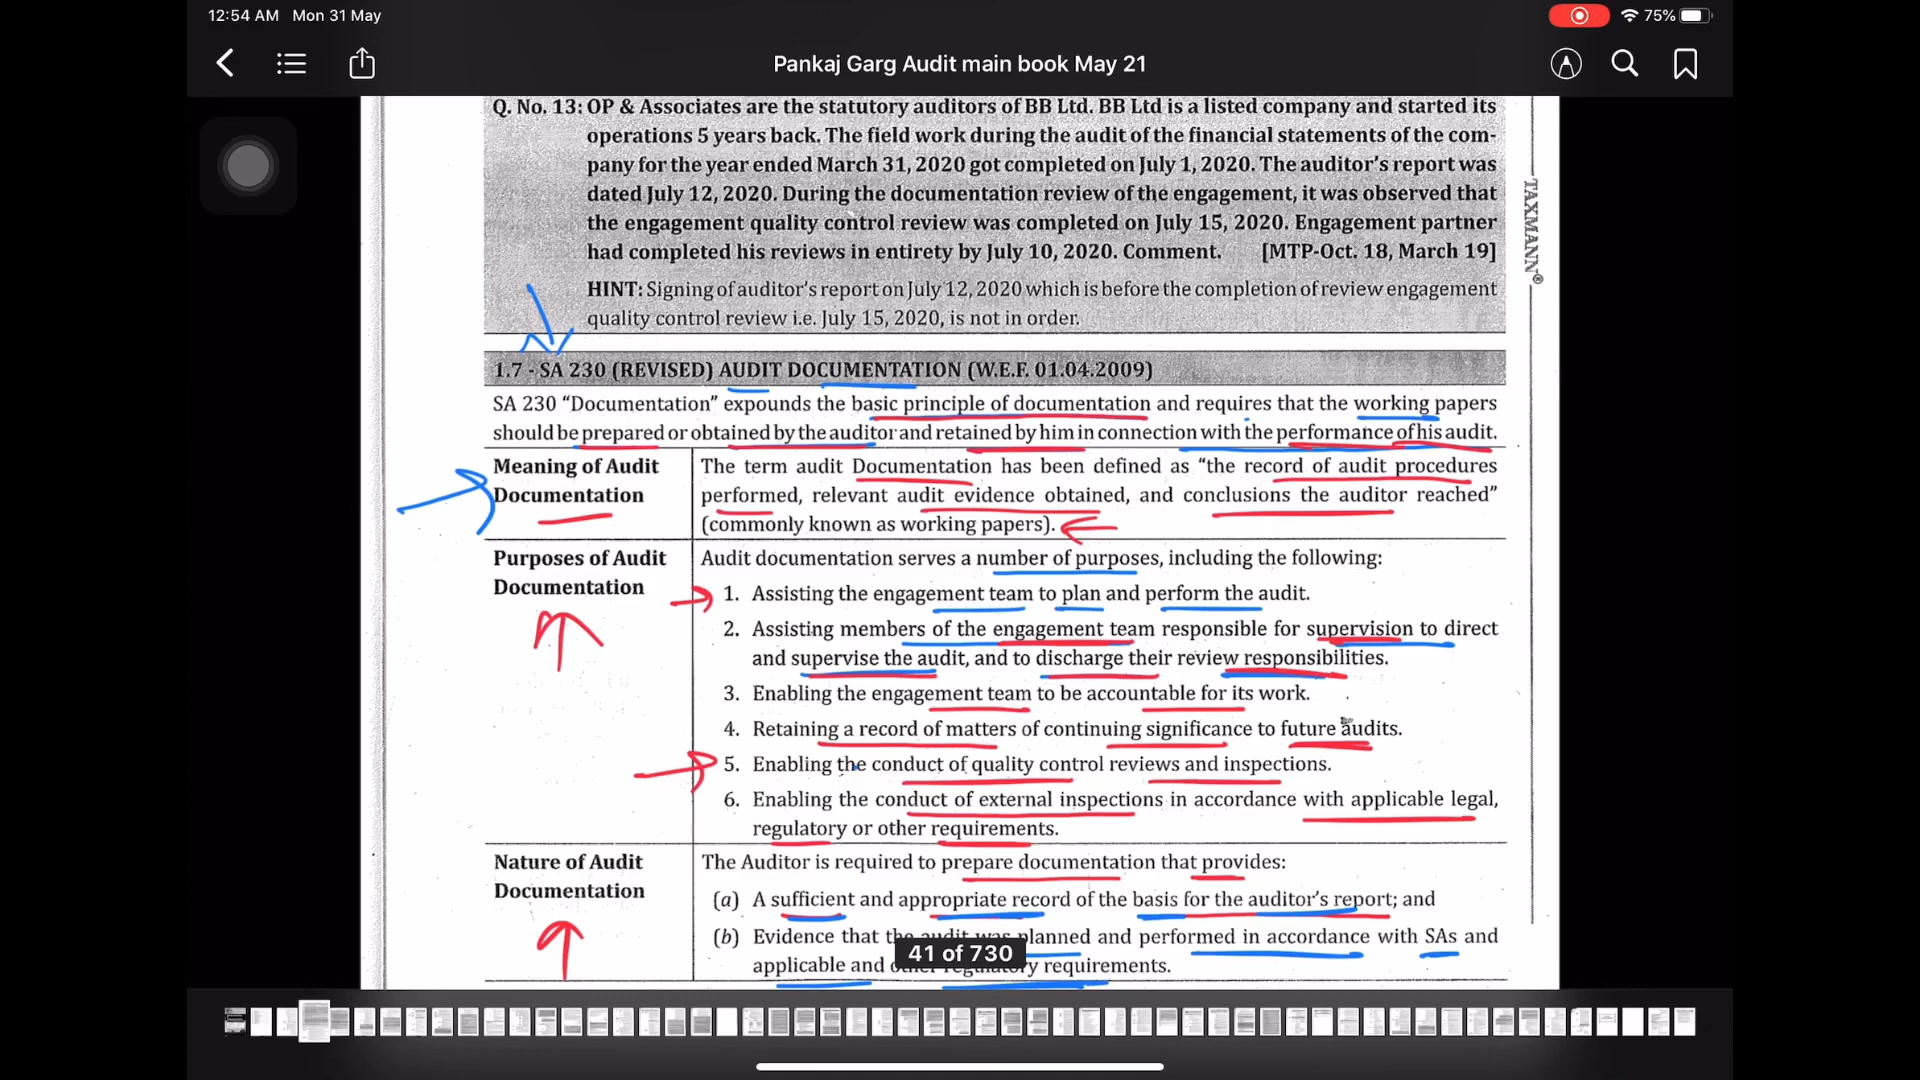 12:54 AM Mon 31 May
75%
Pankaj Garg Audit main book May 21
Q. No. 13: OP & Associates are the statutory auditors of BB Ltd. BB Ltd is a listed company and started its
operations 5 years back. The field work during the audit of the financial statements of the com-
pany for the year ended March 31, 2020 got completed on July 1, 2020. The auditor's report was
dated July 12, 2020. During the documentation review of the engagement, it was observed that
the engagement quality control review was completed on July 15, 2020. Engagement partner
had completed his reviews in entirety by July 10, 2020. Comment. [MTP-Oct. 18, March 19]
HINT: Signing of auditor's report on July 12, 2020 which is before the completion of review engagement
quality control review i.e. July 15, 2020, is not in order.
TAXMANN®
1.7 - SA 230 (REVISED) AUDIT DOCUMENTATION (W.E.F. 01.04.2009)
SA 230 “Documentation” expounds the basic principle of documentation and requires that the working papers
should be prepared or obtained by the auditor and retained by him in connection with the performance of his audit.
Meaning of Audit
Documentation
The term audit Documentation has been defined as “the record of audit procedures
performed, relevant audit evidence obtained, and conclusions the auditor reached”
(commonly known as working papers).
Purposes of Audit
Documentation
Audit documentation serves a number of purposes, including the following:
1. Assisting the engagement team to plan and perform the audit.
2. Assisting members of the engagement team responsible for supervision to direct
and supervise the audit, and to discharge their review responsibilities.
3. Enabling the engagement team to be accountable for its work.
4. Retaining a record of matters of continuing significance to future audits.
5. Enabling the conduct of quality control reviews and inspections.
6. Enabling the conduct of external inspections in accordance with applicable legal,
regulatory or other requirements.
Nature of Audit
Documentation
The Auditor is required to prepare documentation that provides:
(a) A sufficient and appropriate record of the basis for the auditor's report; and
(b) Evidence that the audit was planned and performed in accordance with SAs and
applicable and other regulatory requirements.
41 of 730